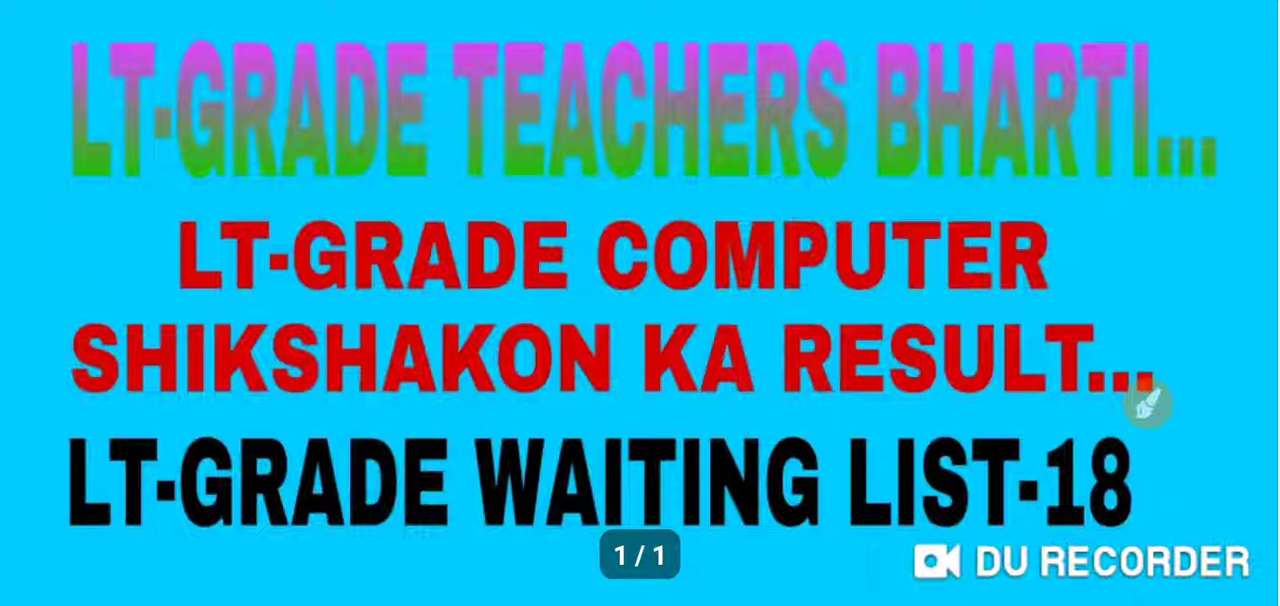 LT-GRADE TEACHERS BHARTI...
LT-GRADE COMPUTER
SHIKSHAKON KA RESULT...
LT-GRADE WAITING LIST-18
1 / 1
DU RECORDER